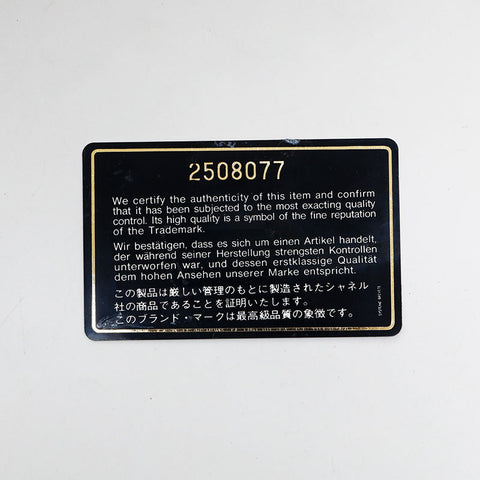 2508077
We certify the authenticity of this item and confirm
that it has been subjected to the most exacting quality
control. Its high quality is a symbol of the fine reputation
of the Trademark.
Wir bestätigen, dass es sich um einen Artikel handelt,
der während seiner Herstellung strengsten Kontrollen
unterworfen war, und dessen erstklassige Qualität
dem hohen Ansehen unserer Marke entspricht.
この製品は厳しい管理のもとに製造されたシャネル
社の商品であることを証明いたします。
このブランド・マークは最高級品質の象徴です。